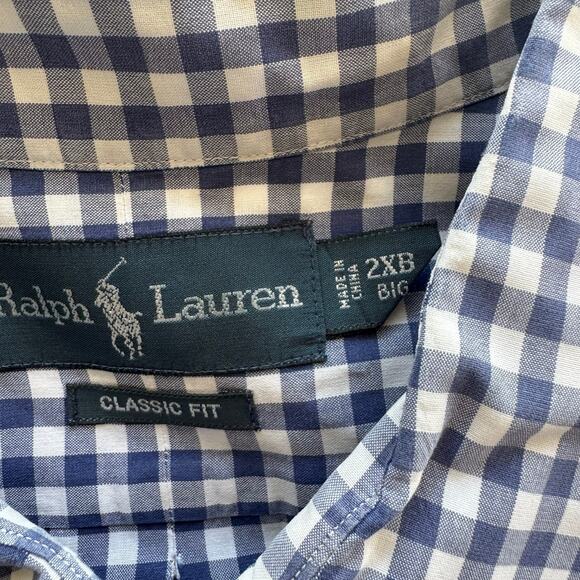 Ralph Lauren
MADE IN
CHINA
2XB
BIG
CLASSIC FIT